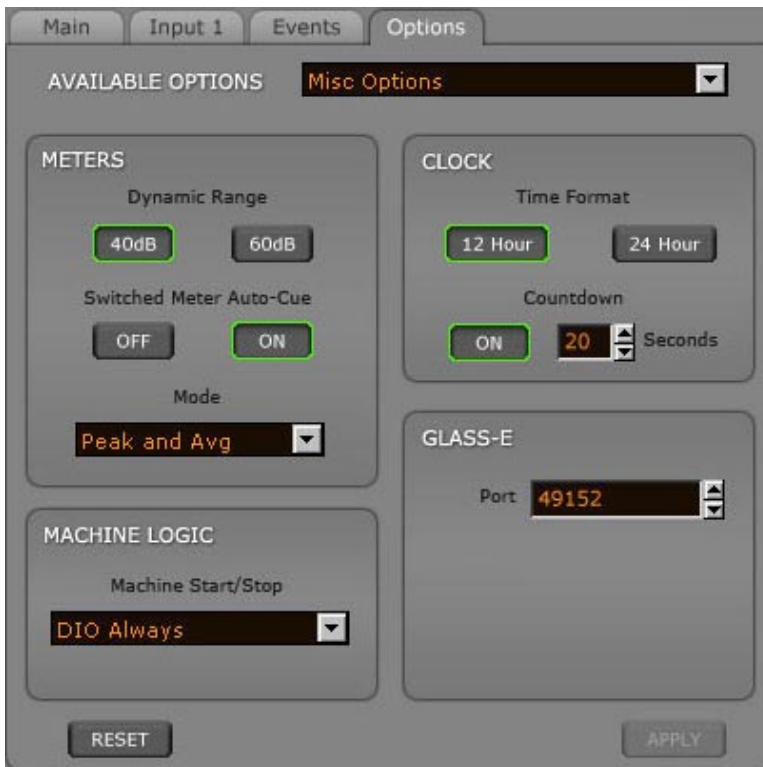 Main Input 1 Events Options
AVAILABLE OPTIONS Misc Options
METERS
Dynamic Range
40dB 60dB
Switched Meter Auto-Cue
OFF ON
Mode
Peak and Avg
MACHINE LOGIC
Machine Start/Stop
DIO Always
CLOCK
Time Format
12 Hour 24 Hour
Countdown
ON 20 Seconds
GLASS-E
Port 49152
RESET APPLY